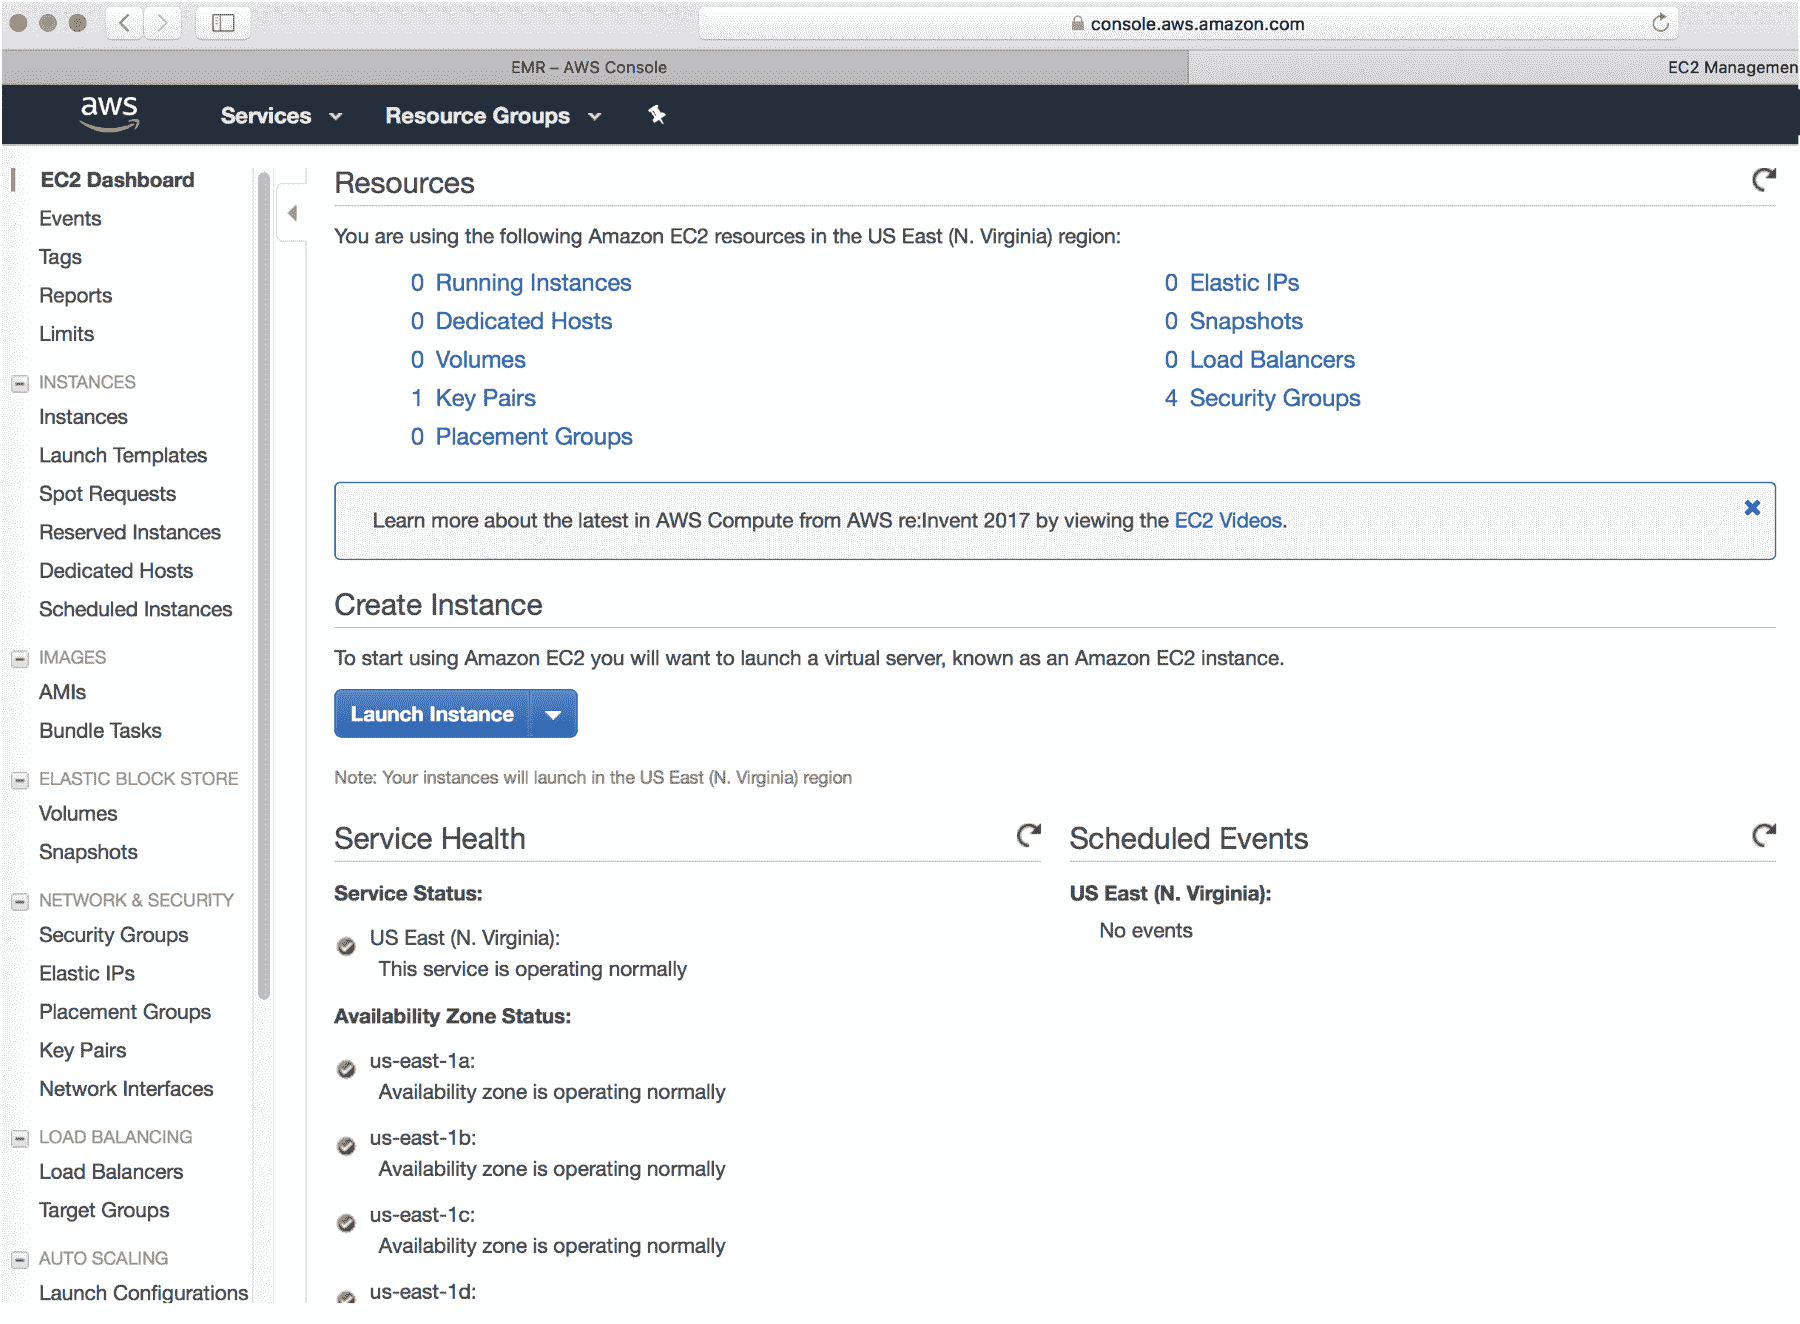 console.aws.amazon.com
EMR – AWS Console
EC2 Managemen
aws
Services
Resource Groups
EC2 Dashboard
Events
Tags
Reports
Limits
INSTANCES
Instances
Launch Templates
Spot Requests
Reserved Instances
Dedicated Hosts
Scheduled Instances
IMAGES
AMIs
Bundle Tasks
ELASTIC BLOCK STORE
Volumes
Snapshots
NETWORK & SECURITY
Security Groups
Elastic IPs
Placement Groups
Key Pairs
Network Interfaces
LOAD BALANCING
Load Balancers
Target Groups
AUTO SCALING
Launch Configurations
Resources
You are using the following Amazon EC2 resources in the US East (N. Virginia) region:
0 Running Instances
0 Dedicated Hosts
0 Volumes
1 Key Pairs
0 Placement Groups
0 Elastic IPs
0 Snapshots
0 Load Balancers
4 Security Groups
Learn more about the latest in AWS Compute from AWS re:Invent 2017 by viewing the EC2 Videos.
Create Instance
To start using Amazon EC2 you will want to launch a virtual server, known as an Amazon EC2 instance.
Launch Instance
Note: Your instances will launch in the US East (N. Virginia) region
Service Health
Service Status:
US East (N. Virginia):
This service is operating normally
Availability Zone Status:
us-east-1a:
Availability zone is operating normally
us-east-1b:
Availability zone is operating normally
us-east-1c:
Availability zone is operating normally
us-east-1d:
Scheduled Events
US East (N. Virginia):
No events